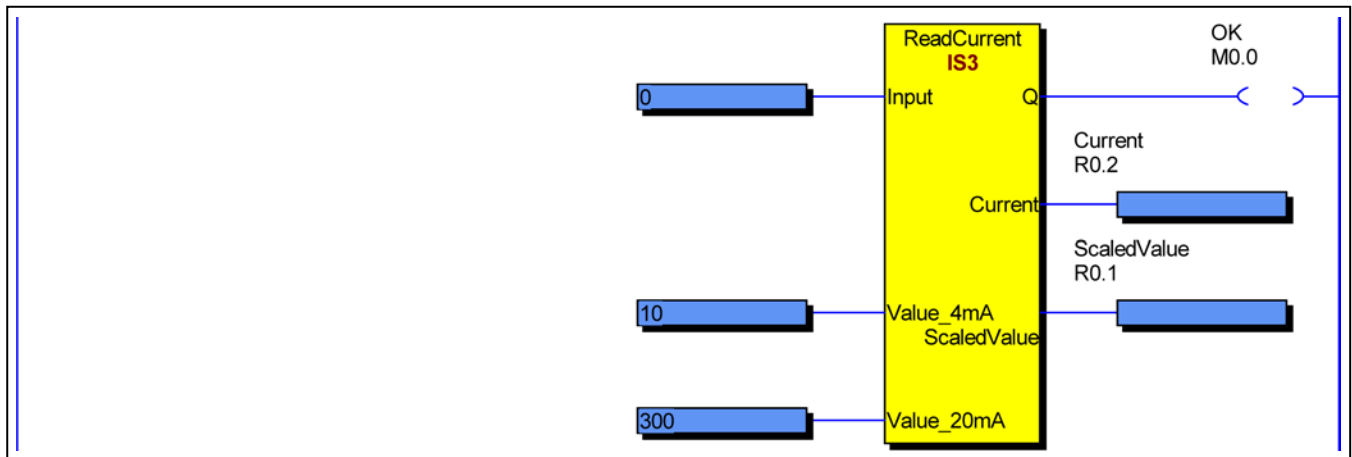 ReadCurrent
IS3
OK
M0.0
0
Input
Q
Current
R0.2
Current
ScaledValue
R0.1
10
Value_4mA
ScaledValue
300
Value_20mA